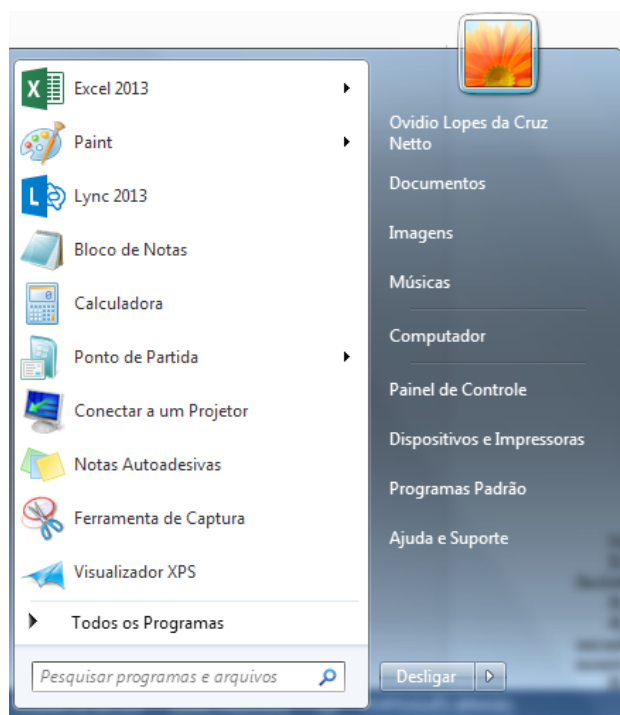 Excel 2013
Paint
Lync 2013
Bloco de Notas
Calculadora
Ponto de Partida
Conectar a um Projetor
Notas Autoadesivas
Ferramenta de Captura
Visualizador XPS
Todos os Programas
Pesquisar programas e arquivos
Ovidio Lopes da Cruz
Netto
Documentos
Imagens
Músicas
Computador
Painel de Controle
Dispositivos e Impressoras
Programas Padrão
Ajuda e Suporte
Desligar